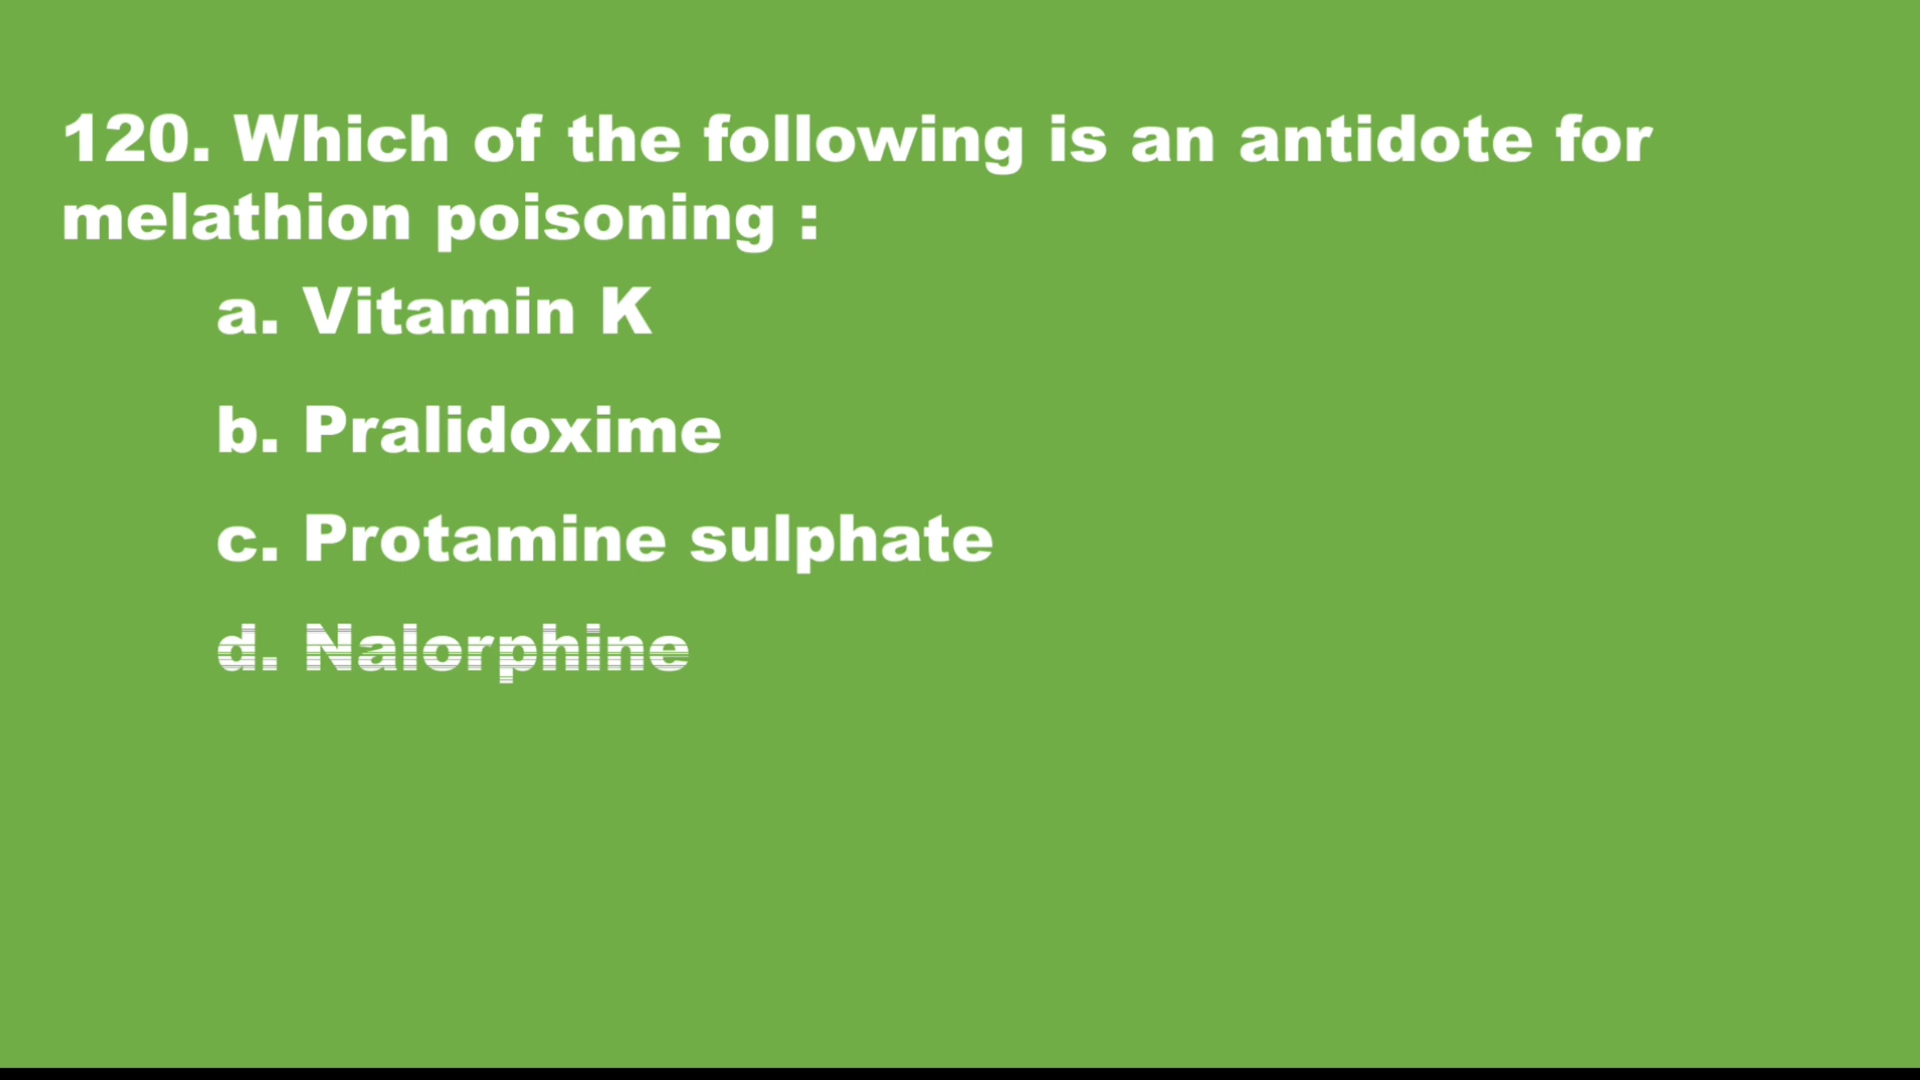 120. Which of the following is an antidote for
melathion poisoning :
a. Vitamin K
b. Pralidoxime
c. Protamine sulphate
d. Nalorphine